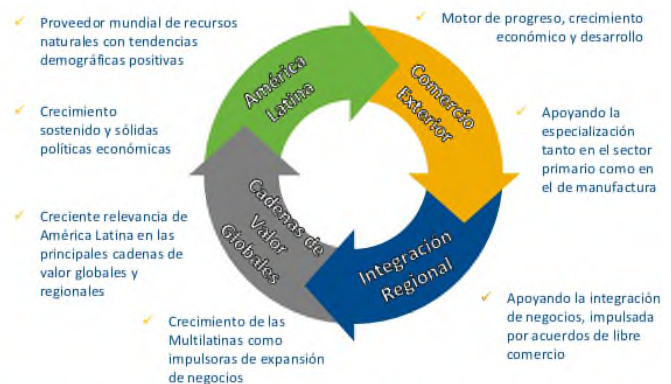 Proveedor mundial de recursos
naturales con tendencias
demográficas positivas
Crecimiento
sostenido y sólidas
políticas económicas
Creciente relevancia de
América Latina en las
principales cadenas de
valor globales y
regionales
Crecimiento de las
Multilatinas como
impulsoras de expansión
de negocios
América
Latina
Comercio
Exterior
Integración
Regional
Cadenas de
Valor
Globales
Motor de progreso, crecimiento
económico y desarrollo
Apoyando la
especialización
tanto en el sector
primario como en
el de manufactura
Apoyando la integración
de negocios, impulsada
por acuerdos de libre
comercio